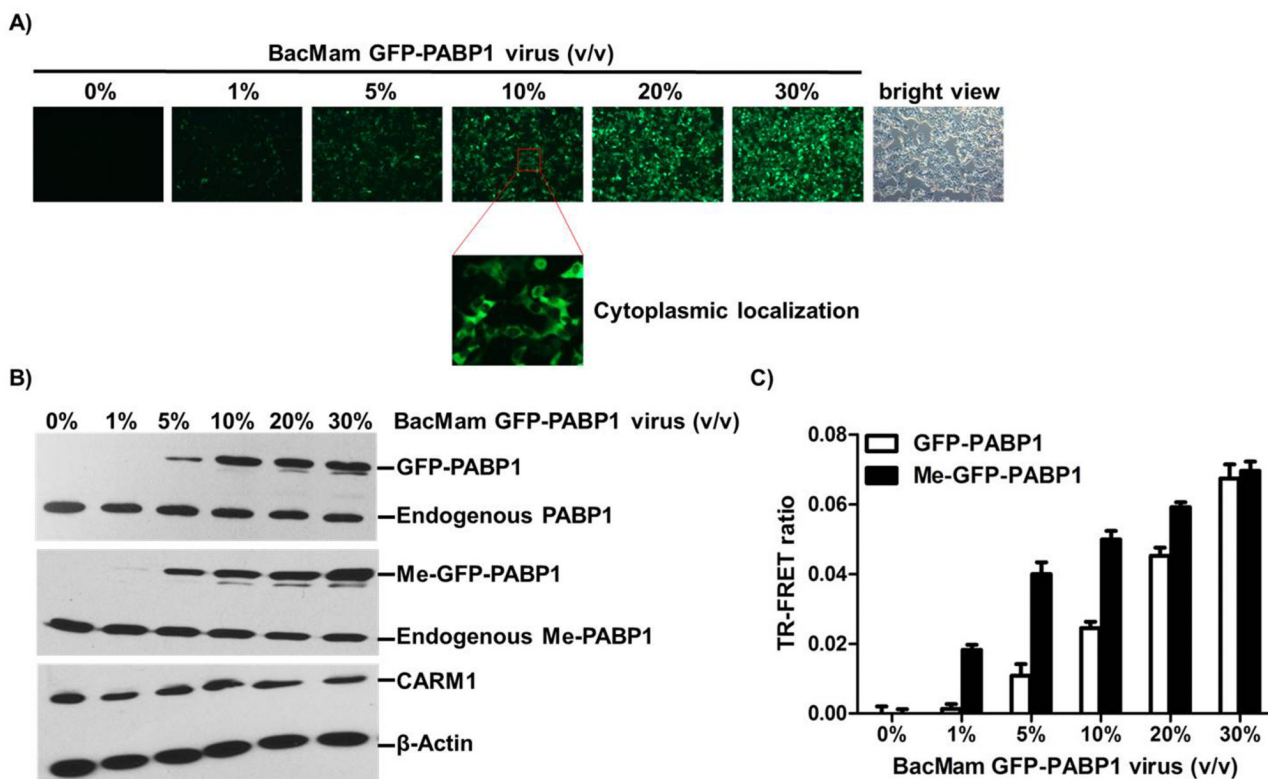 A)
BacMam GFP-PABP1 virus (v/v)
0% 1% 5% 10% 20% 30% bright view
Cytoplasmic localization
B)
0% 1% 5% 10% 20% 30% BacMam GFP-PABP1 virus (v/v)
GFP-PABP1
Endogenous PABP1
Me-GFP-PABP1
Endogenous Me-PABP1
CARM1
β-Actin
C)
GFP-PABP1
Me-GFP-PABP1
TR-FRET ratio
0.08
0.06
0.04
0.02
0.00
0% 1% 5% 10% 20% 30%
BacMam GFP-PABP1 virus (v/v)